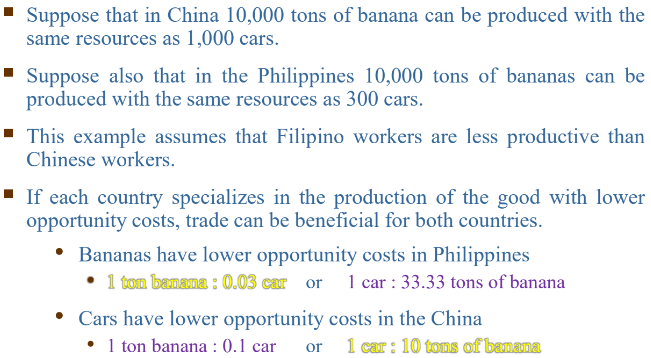 Suppose that in China 10,000 tons of banana can be produced with the
same resources as 1,000 cars.
Suppose also that in the Philippines 10,000 tons of bananas can be
produced with the same resources as 300 cars.
This example assumes that Filipino workers are less productive than
Chinese workers.
If each country specializes in the production of the good with lower
opportunity costs, trade can be beneficial for both countries.
Bananas have lower opportunity costs in Philippines
1 ton banana : 0.03 car or 1 car : 33.33 tons of banana
Cars have lower opportunity costs in the China
1 ton banana : 0.1 car or 1 car : 10 tons of banana